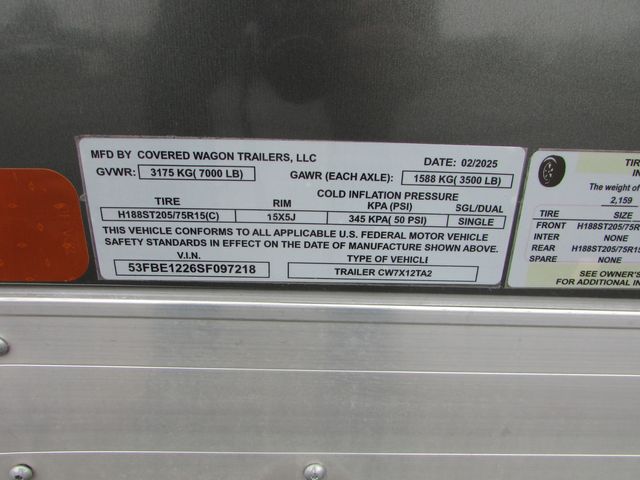 MFD BY COVERED WAGON TRAILERS, LLC
DATE: 02/2025
GVWR: 3175 KG( 7000 LB)
GAWR (EACH AXLE): 1588 KG( 3500 LB)
COLD INFLATION PRESSURE
TIRE RIM KPA (PSI) SGL/DUAL
H188ST205/75R15(C) 15X5J 345 KPA( 50 PSI) SINGLE
THIS VEHICLE CONFORMS TO ALL APPLICABLE U.S. FEDERAL MOTOR VEHICLE
SAFETY STANDARDS IN EFFECT ON THE DATE OF MANUFACTURE SHOWN ABOVE.
V.I.N. TYPE OF VEHICLE
53FBE1226SF097218 TRAILER CW7X12TA2
TIR
IN
The weight of
2,159
TIRE SIZE
FRONT H188ST205/75R
INTER NONE
REAR H188ST205/75R15
SPARE NONE
SEE OWNER'S
FOR ADDITIONAL IN